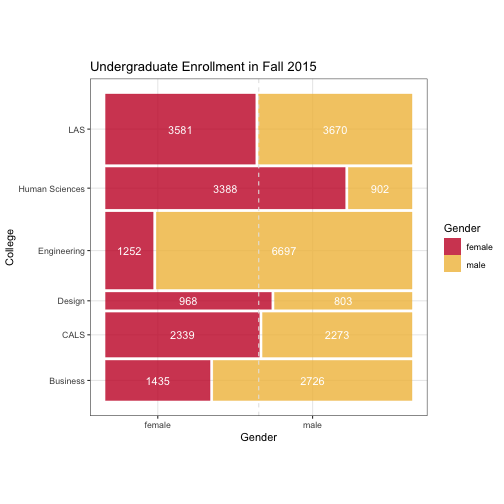 Undergraduate Enrollment in Fall 2015
LAS
3581
3670
Human Sciences
3388
902
Engineering
1252
6697
Design
968
803
CALS
2339
2273
Business
1435
2726
College
female
male
Gender
Gender
female
male